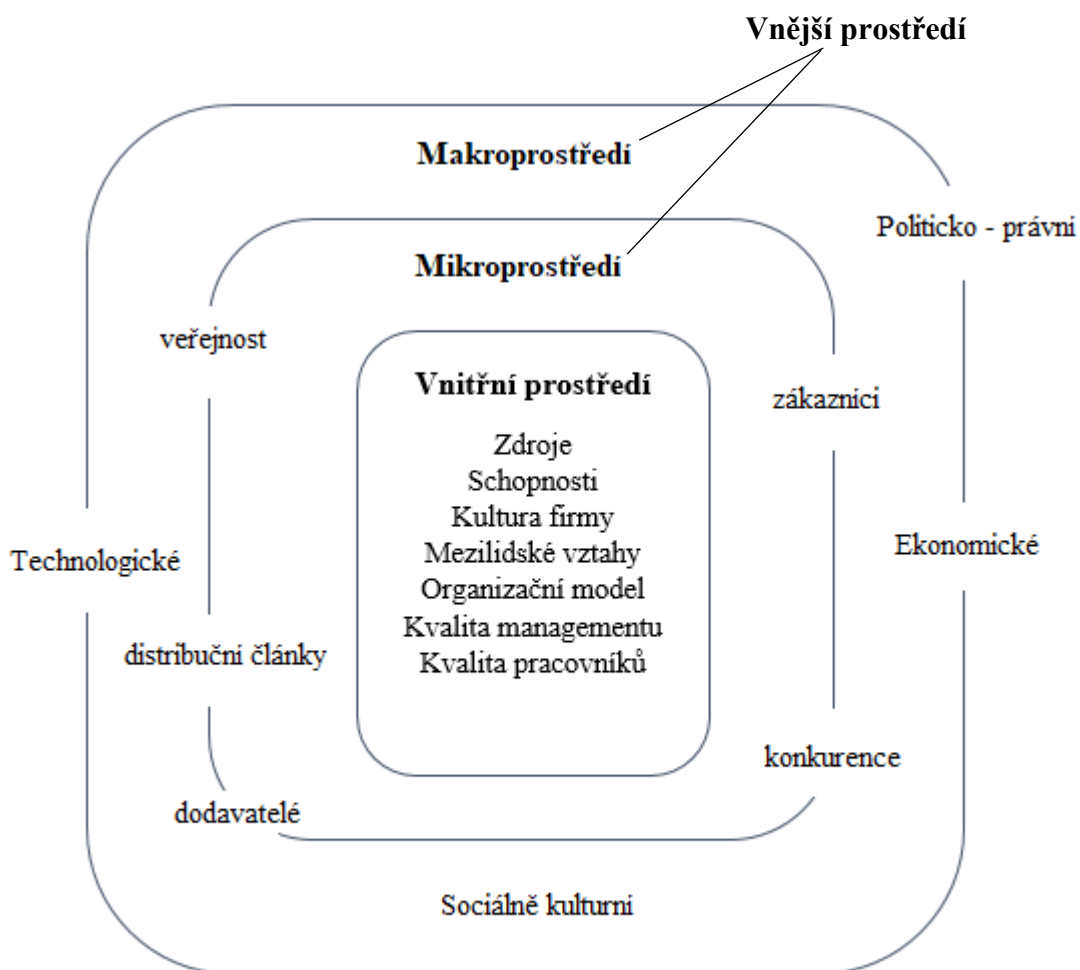 Vnější prostředí
Makroprostředí
Politicko - právní
Mikroprostředí
veřejnost
Vnitřní prostředí
zákazníci
Zdroje
Schopnosti
Kultura firmy
Mezilidské vztahy
Ekonomické
Technologické
Organizační model
Kvalita managementu
distribuční články
Kvalita pracovníků
konkurence
dodavatelé
Sociálně kulturní